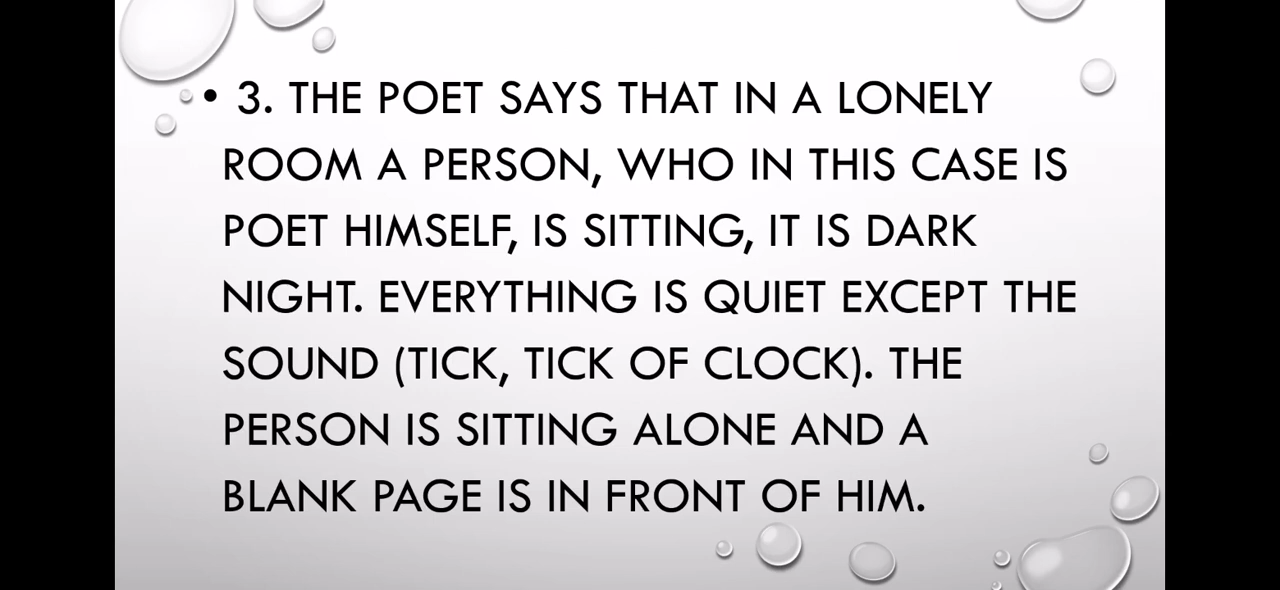 • 3. THE POET SAYS THAT IN A LONELY
ROOM A PERSON, WHO IN THIS CASE IS
POET HIMSELF, IS SITTING, IT IS DARK
NIGHT. EVERYTHING IS QUIET EXCEPT THE
SOUND (TICK, TICK OF CLOCK). THE
PERSON IS SITTING ALONE AND A
BLANK PAGE IS IN FRONT OF HIM.